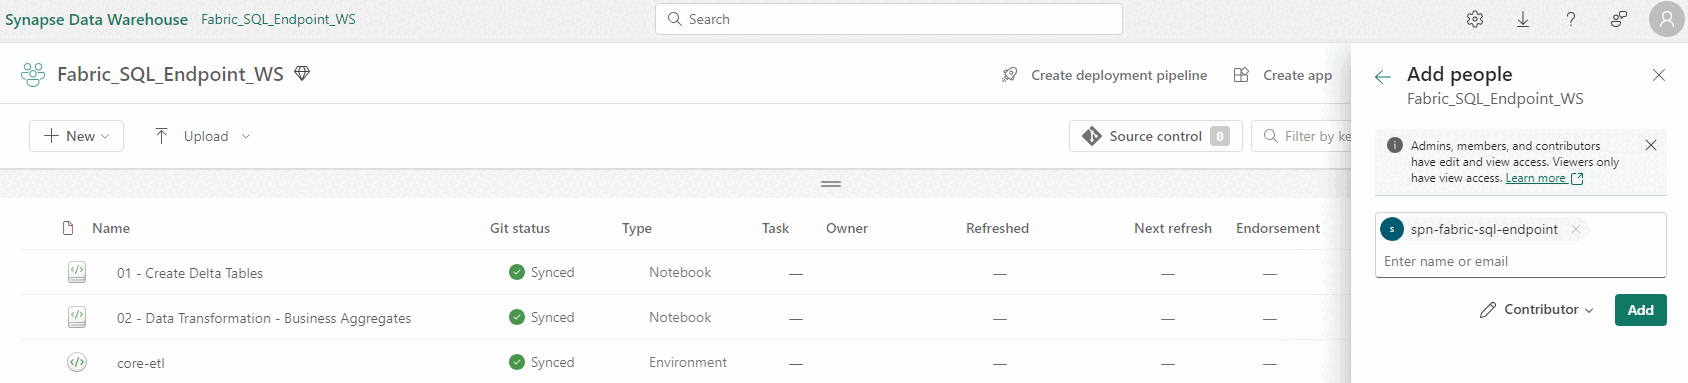 Synapse Data Warehouse Fabric_SQL_Endpoint_WS Search
Fabric_SQL_Endpoint_WS Create deployment pipeline Create app
New Upload Source control 0 Filter by ke
Name Git status Type Task Owner Refreshed Next refresh Endorsement
01 - Create Delta Tables Synced Notebook — — — —
02 - Data Transformation - Business Aggregates Synced Notebook — — — —
core-etl Synced Environment — — — —
Add people
Fabric_SQL_Endpoint_WS
Admins, members, and contributors
have edit and view access. Viewers only
have view access. Learn more
s spn-fabric-sql-endpoint
Enter name or email
Contributor Add